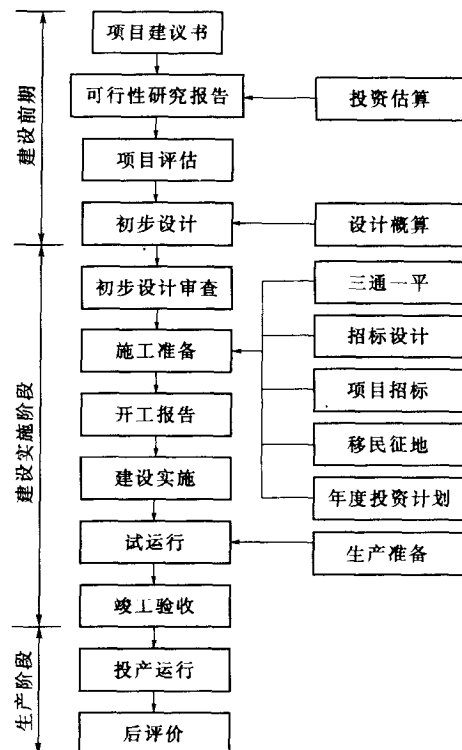 项目建议书
可行性研究报告
投资估算
项目评估
初步设计
设计概算
初步设计审查
三通一平
施工准备
招标设计
项目招标
开工报告
移民征地
建设实施
年度投资计划
试运行
生产准备
竣工验收
投产运行
后评价
建设前期
建设实施阶段
生产阶段